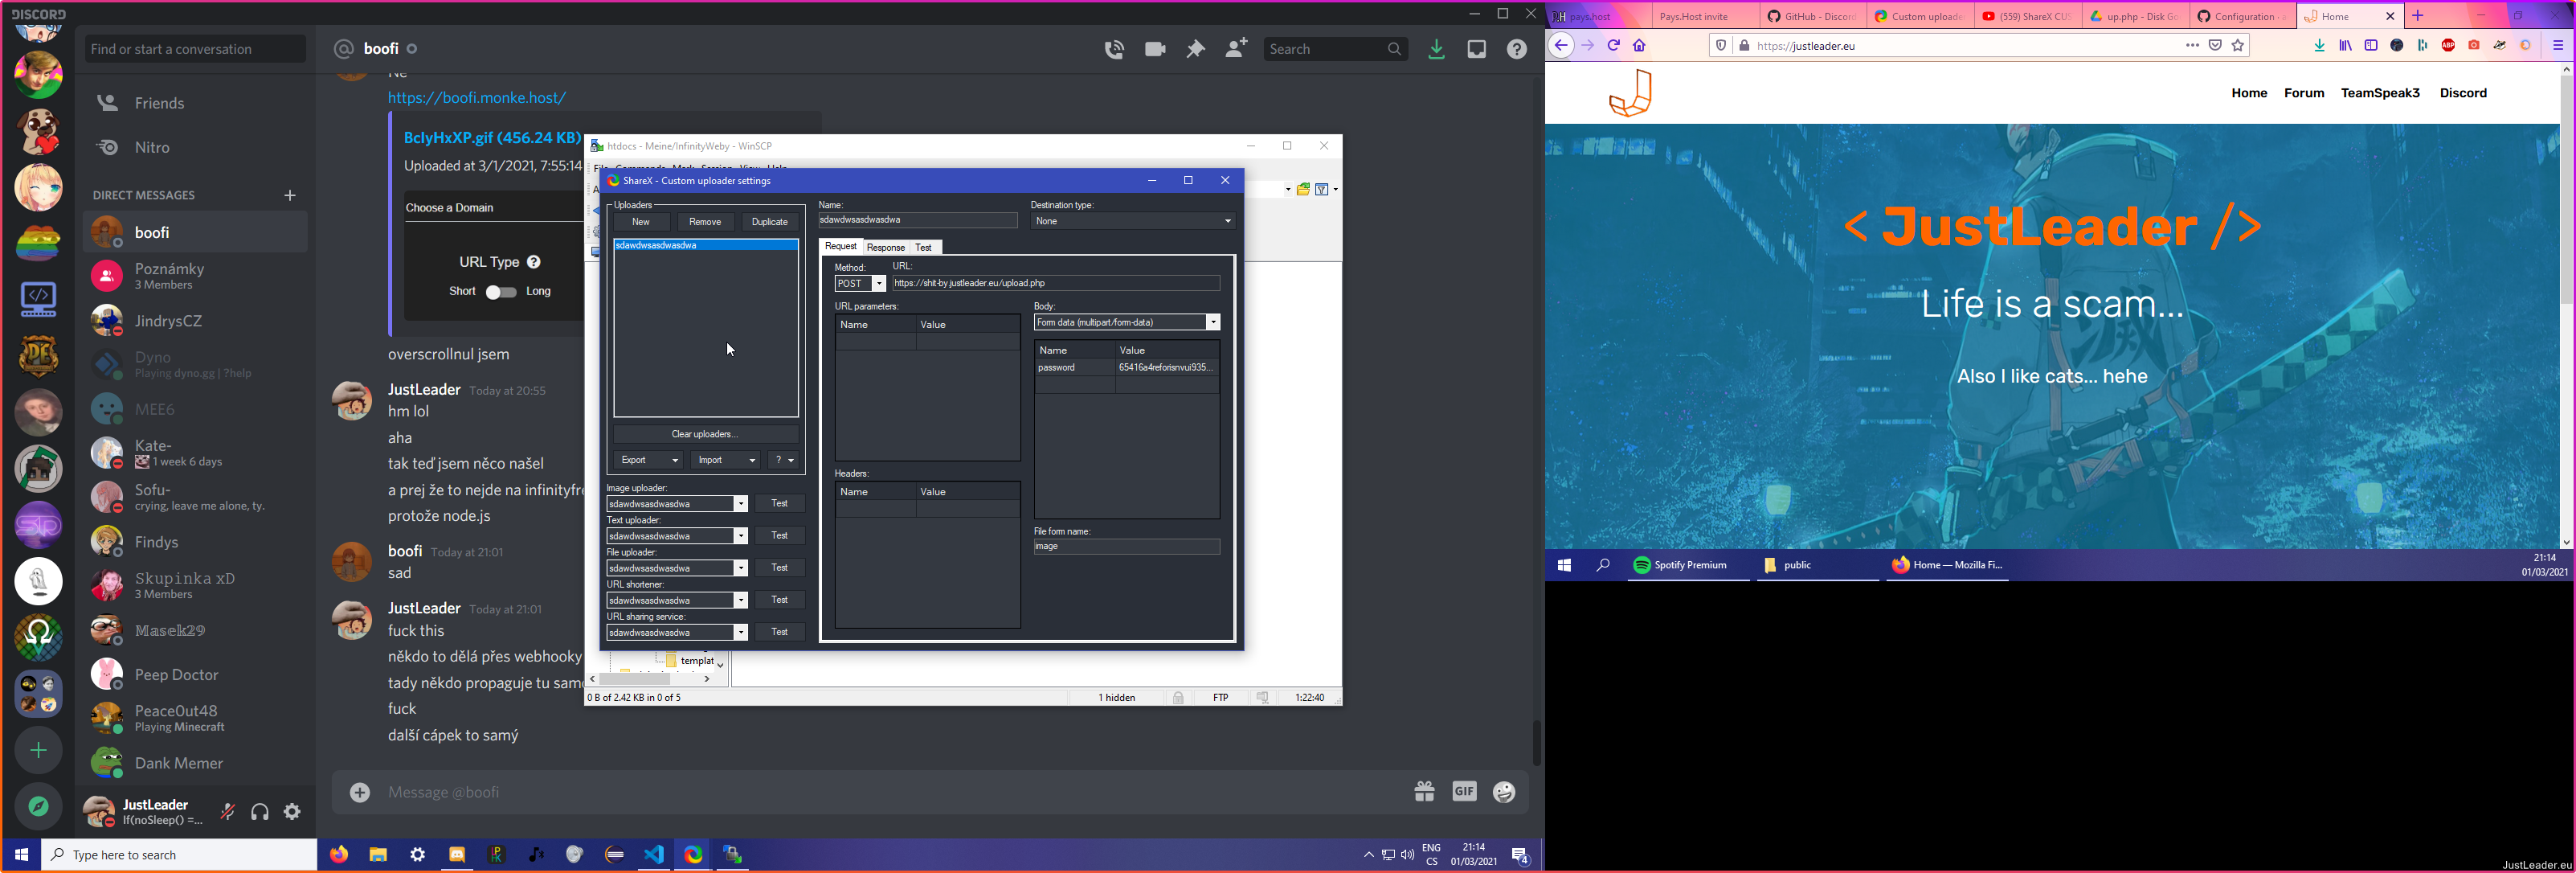 DISCORD
Find or start a conversation
Friends
Nitro
DIRECT MESSAGES
boofi
Poznámky
3 Members
JindrysCZ
Dyno
Playing dyno.gg | ?help
MEE6
Kate-
1 week 6 days
Sofu-
crying, leave me alone, ty.
Findys
Skupinka xD
3 Members
Masek29
Peep Doctor
Peace0ut48
Playing Minecraft
Dank Memer
JustLeader
If(noSleep() =...
boofi
Search
Ne
https://boofi.monke.host/
BclyHxXP.gif (456.24 KB)
Uploaded at 3/1/2021, 7:55:14
Choose a Domain
URL Type
Short Long
overscrollnul jsem
JustLeader Today at 20:55
hm lol
aha
tak teď jsem něco našel
a prej že to nejde na infinityfre
protože node.js
boofi Today at 21:01
sad
JustLeader Today at 21:01
fuck this
někdo to dělá přes webhooky
tady někdo propaguje tu samo
fuck
další cápek to samý
Message @boofi
GIF
htdocs - Meine/InfinityWeby - WinSCP
ShareX - Custom uploader settings
Uploaders
New Remove Duplicate
sdawdwsasdwasdwa
Clear uploaders...
Export Import ?
Image uploader:
sdawdwsasdwasdwa Test
Text uploader:
sdawdwsasdwasdwa Test
File uploader:
sdawdwsasdwasdwa Test
URL shortener:
sdawdwsasdwasdwa Test
URL sharing service:
sdawdwsasdwasdwa Test
Name:
sdawdwsasdwasdwa
Destination type:
None
Request Response Test
Method: URL:
POST https://shit-by.justleader.eu/upload.php
URL parameters:
Name Value
Headers:
Name Value
Body:
Form data (multipart/form-data)
Name Value
password 65416a4reforisnvui935...
File form name:
image
templat
0 B of 2.42 KB in 0 of 5
1 hidden
FTP
1:22:40
Type here to search
ENG
CS
21:14
01/03/2021
4
pays.host
Pays.Host invite
GitHub - Discord
Custom uploade
(559) ShareX CUS
up.php - Disk Go
Configuration - a
Home
https://justleader.eu
ABP
Home Forum TeamSpeak3 Discord
< JustLeader />
Life is a scam...
Also I like cats... hehe
Spotify Premium
public
Home — Mozilla Fi...
21:14
01/03/2021
JustLeader.eu